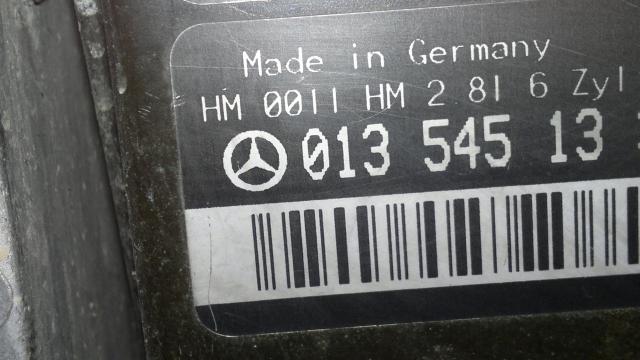 Made in Germany
HM 0011 HM 2 8l 6 Zyl
013 545 13